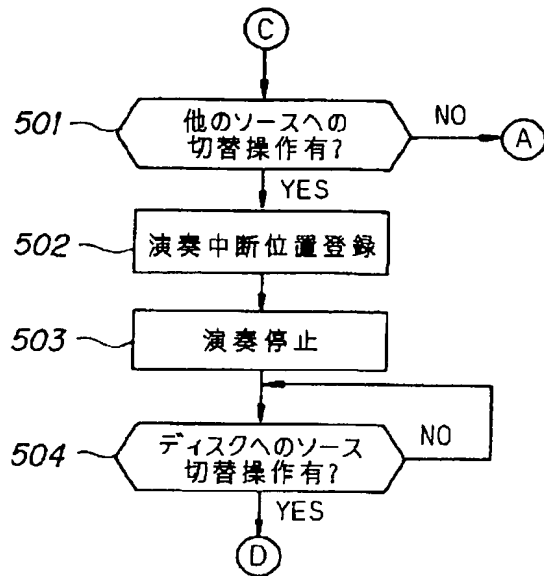 C
501
他のソースへの
切替操作有?
NO
A
YES
502
演奏中断位置登録
503
演奏停止
504
ディスクへのソース
切替操作有?
NO
YES
D